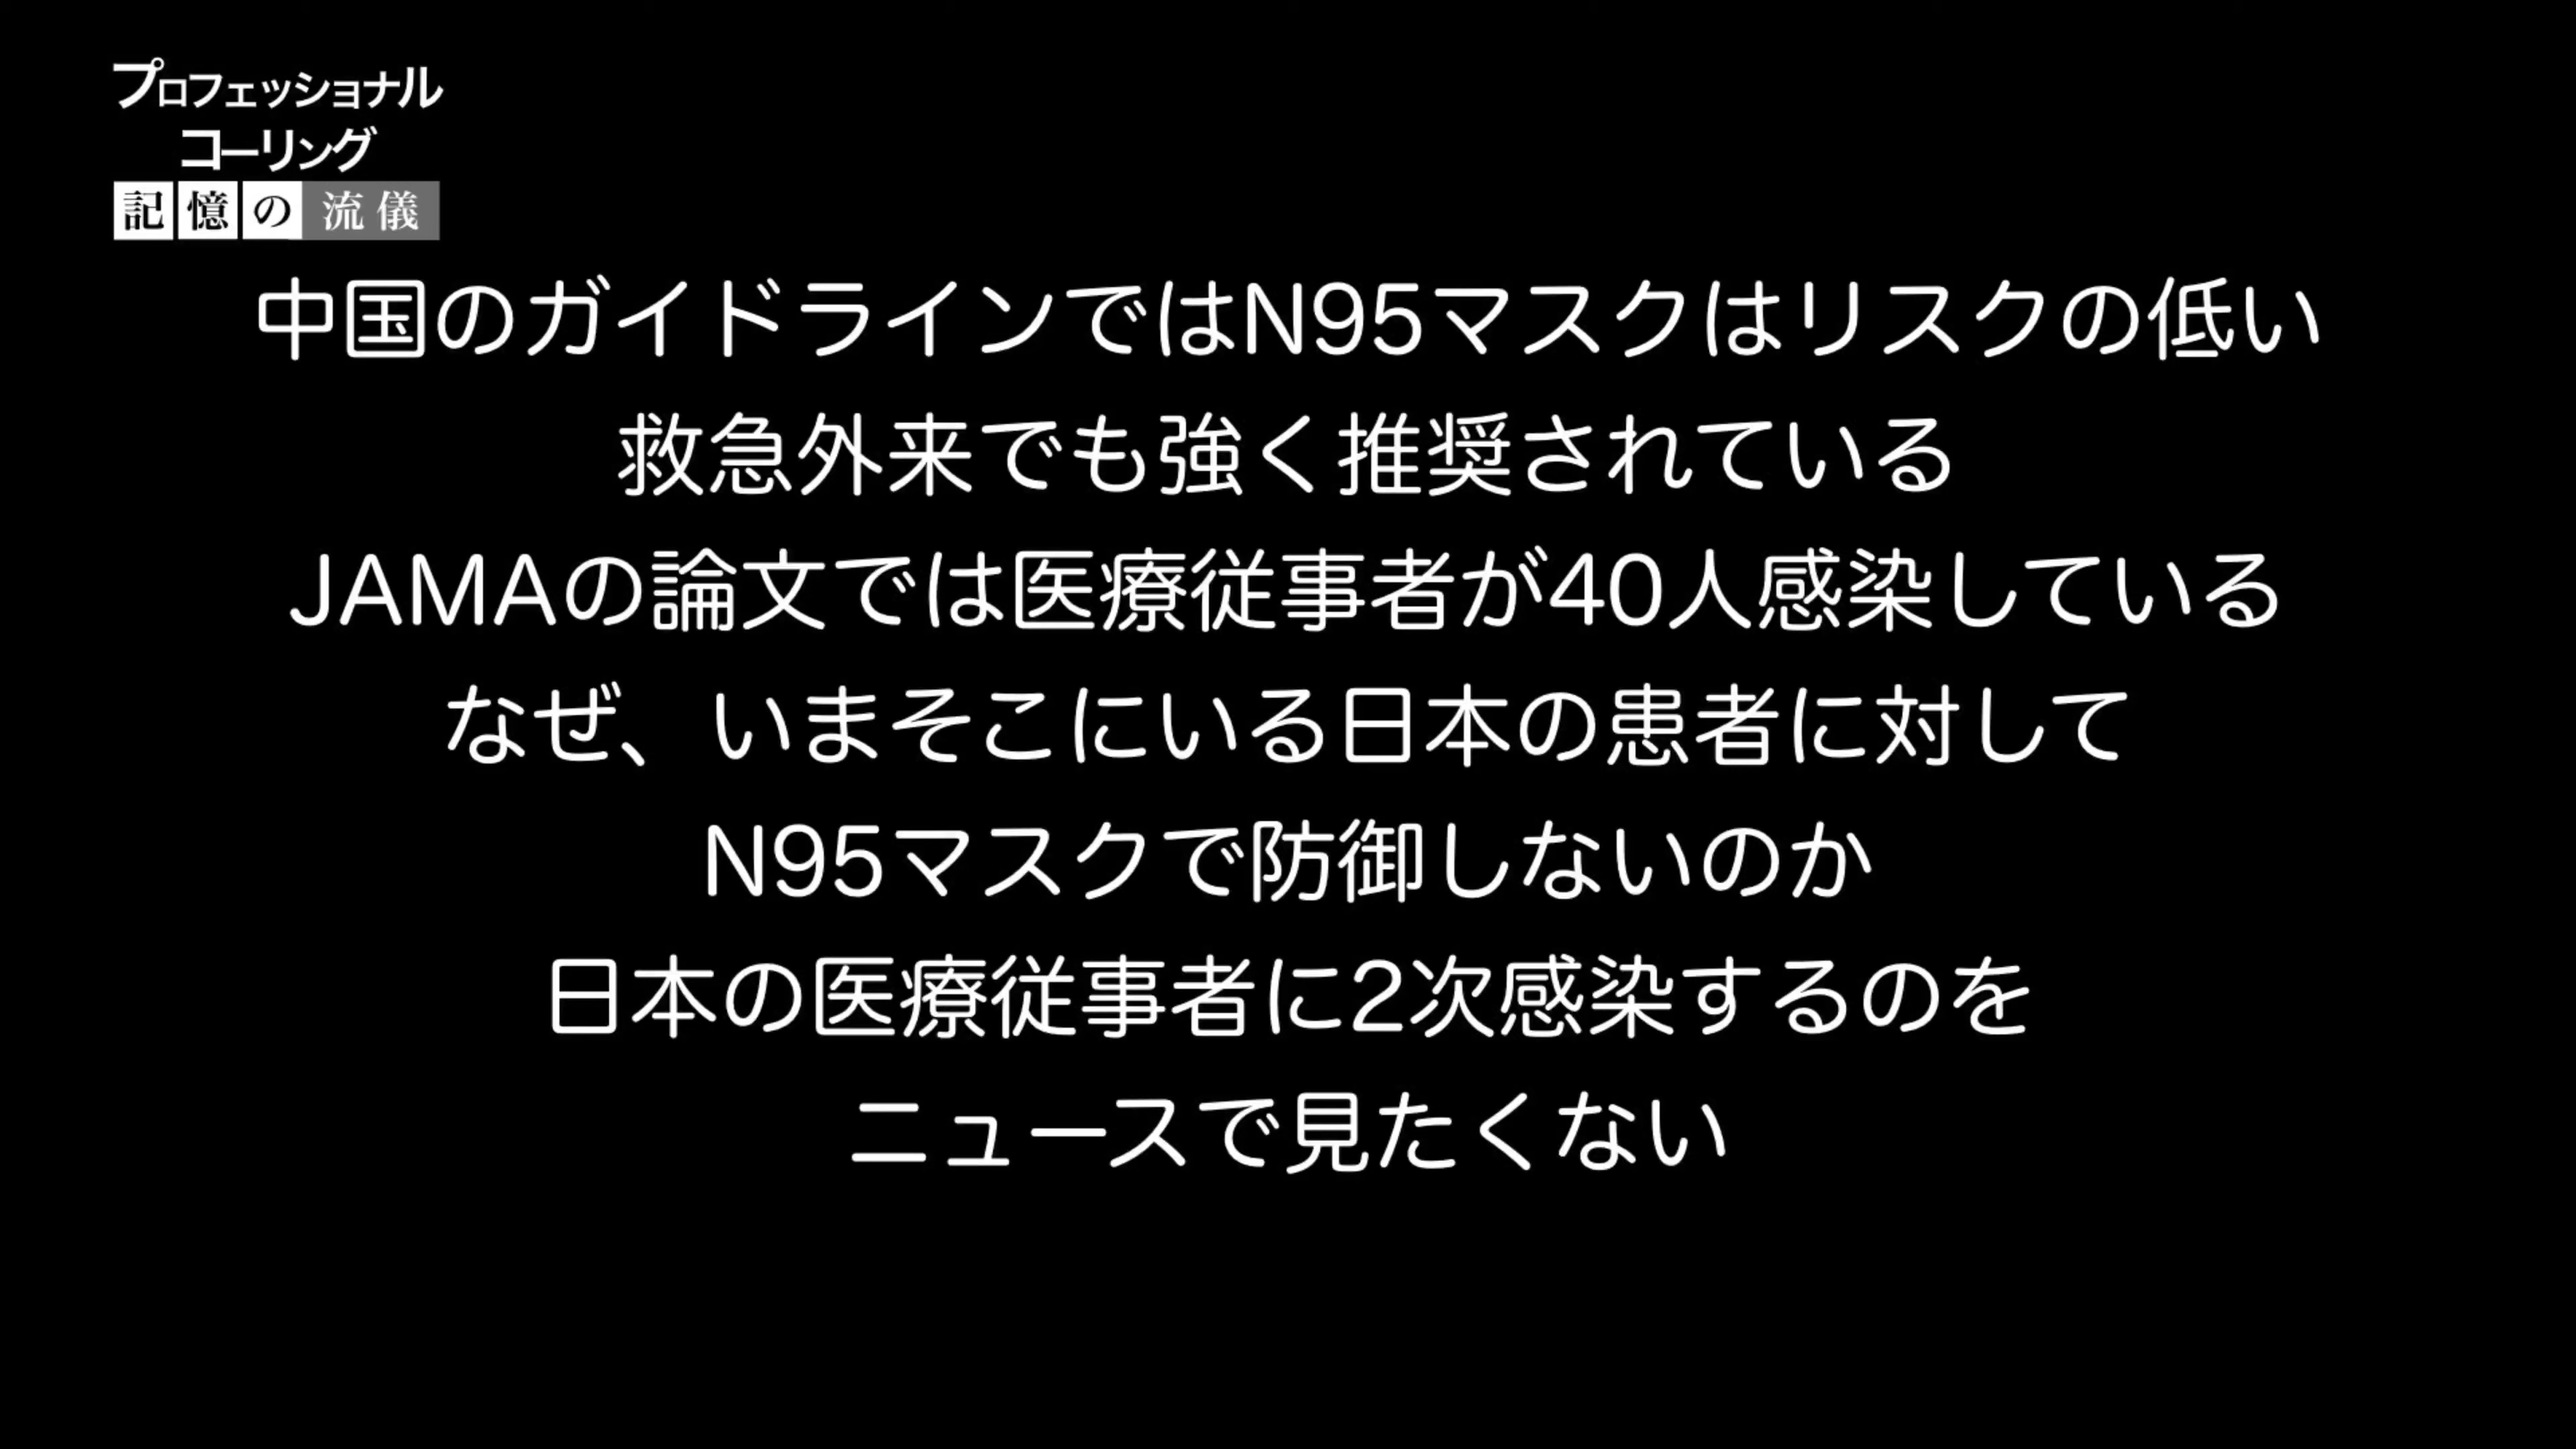 プロフェッショナル
コーリング
記憶の流儀
中国のガイドラインではN95マスクはリスクの低い
救急外来でも強く推奨されている
JAMAの論文では医療従事者が40人感染している
なぜ、いまそこにいる日本の患者に対して
N95マスクで防御しないのか
日本の医療従事者に2次感染するのを
ニュースで見たくない